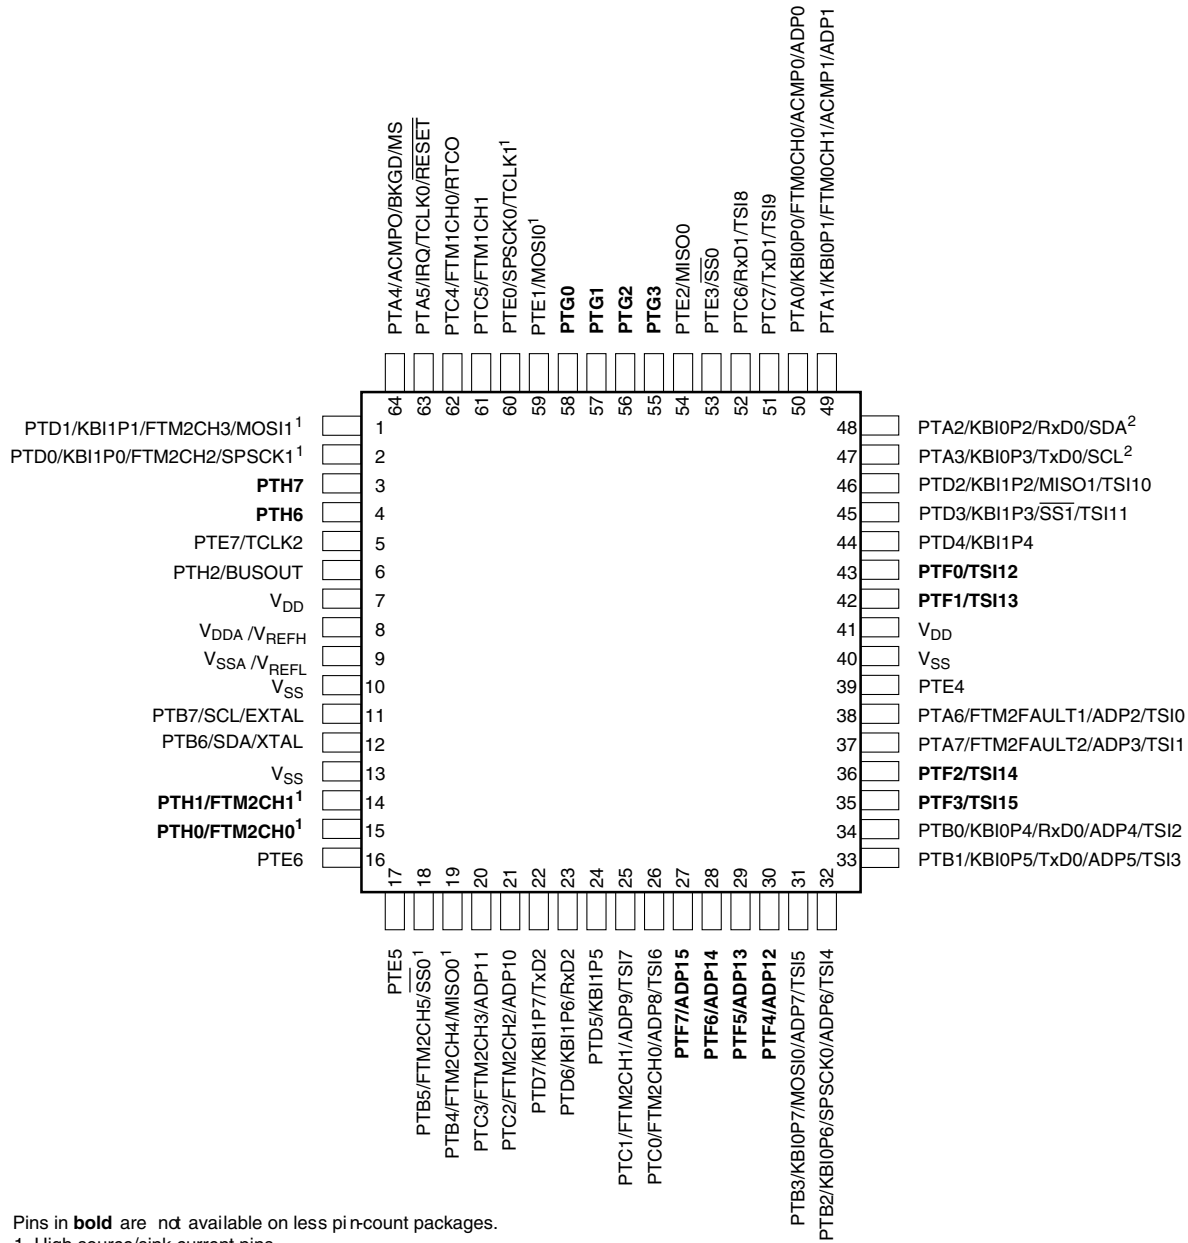 PTA4/ACMPO/BKGD/MS
PTA5/IRQ/TCLK0/RESET
PTC4/FTM1CH0/RTCO
PTC5/FTM1CH1
PTE0/SPSCK0/TCLK1¹
PTE1/MOSI0¹
PTG0
PTG1
PTG2
PTG3
PTE2/MISO0
PTE3/SS0
PTC6/RxD1/TSI8
PTC7/TxD1/TSI9
PTA0/KBI0P0/FTM0CH0/ACMP0/ADP0
PTA1/KBI0P1/FTM0CH1/ACMP1/ADP1
64
63
62
61
60
59
58
57
56
55
54
53
52
51
50
49
PTD1/KBI1P1/FTM2CH3/MOSI1¹ 1
PTD0/KBI1P0/FTM2CH2/SPSCK1¹ 2
PTH7 3
PTH6 4
PTE7/TCLK2 5
PTH2/BUSOUT 6
VDD 7
VDDA /VREFH 8
VSSA /VREFL 9
VSS 10
PTB7/SCL/EXTAL 11
PTB6/SDA/XTAL 12
VSS 13
PTH1/FTM2CH1¹ 14
PTH0/FTM2CH0¹ 15
PTE6 16
48 PTA2/KBI0P2/RxD0/SDA²
47 PTA3/KBI0P3/TxD0/SCL²
46 PTD2/KBI1P2/MISO1/TSI10
45 PTD3/KBI1P3/SS1/TSI11
44 PTD4/KBI1P4
43 PTF0/TSI12
42 PTF1/TSI13
41 VDD
40 VSS
39 PTE4
38 PTA6/FTM2FAULT1/ADP2/TSI0
37 PTA7/FTM2FAULT2/ADP3/TSI1
36 PTF2/TSI14
35 PTF3/TSI15
34 PTB0/KBI0P4/RxD0/ADP4/TSI2
33 PTB1/KBI0P5/TxD0/ADP5/TSI3
17
18
19
20
21
22
23
24
25
26
27
28
29
30
31
32
PTE5
PTB5/FTM2CH5/SS0¹
PTB4/FTM2CH4/MISO0¹
PTC3/FTM2CH3/ADP11
PTC2/FTM2CH2/ADP10
PTD7/KBI1P7/TxD2
PTD6/KBI1P6/RxD2
PTD5/KBI1P5
PTC1/FTM2CH1/ADP9/TSI7
PTC0/FTM2CH0/ADP8/TSI6
PTF7/ADP15
PTF6/ADP14
PTF5/ADP13
PTF4/ADP12
PTB3/KBI0P7/MOSI0/ADP7/TSI5
PTB2/KBI0P6/SPSCK0/ADP6/TSI4
Pins in bold are not available on less pin-count packages.
1. High source/sink current pins